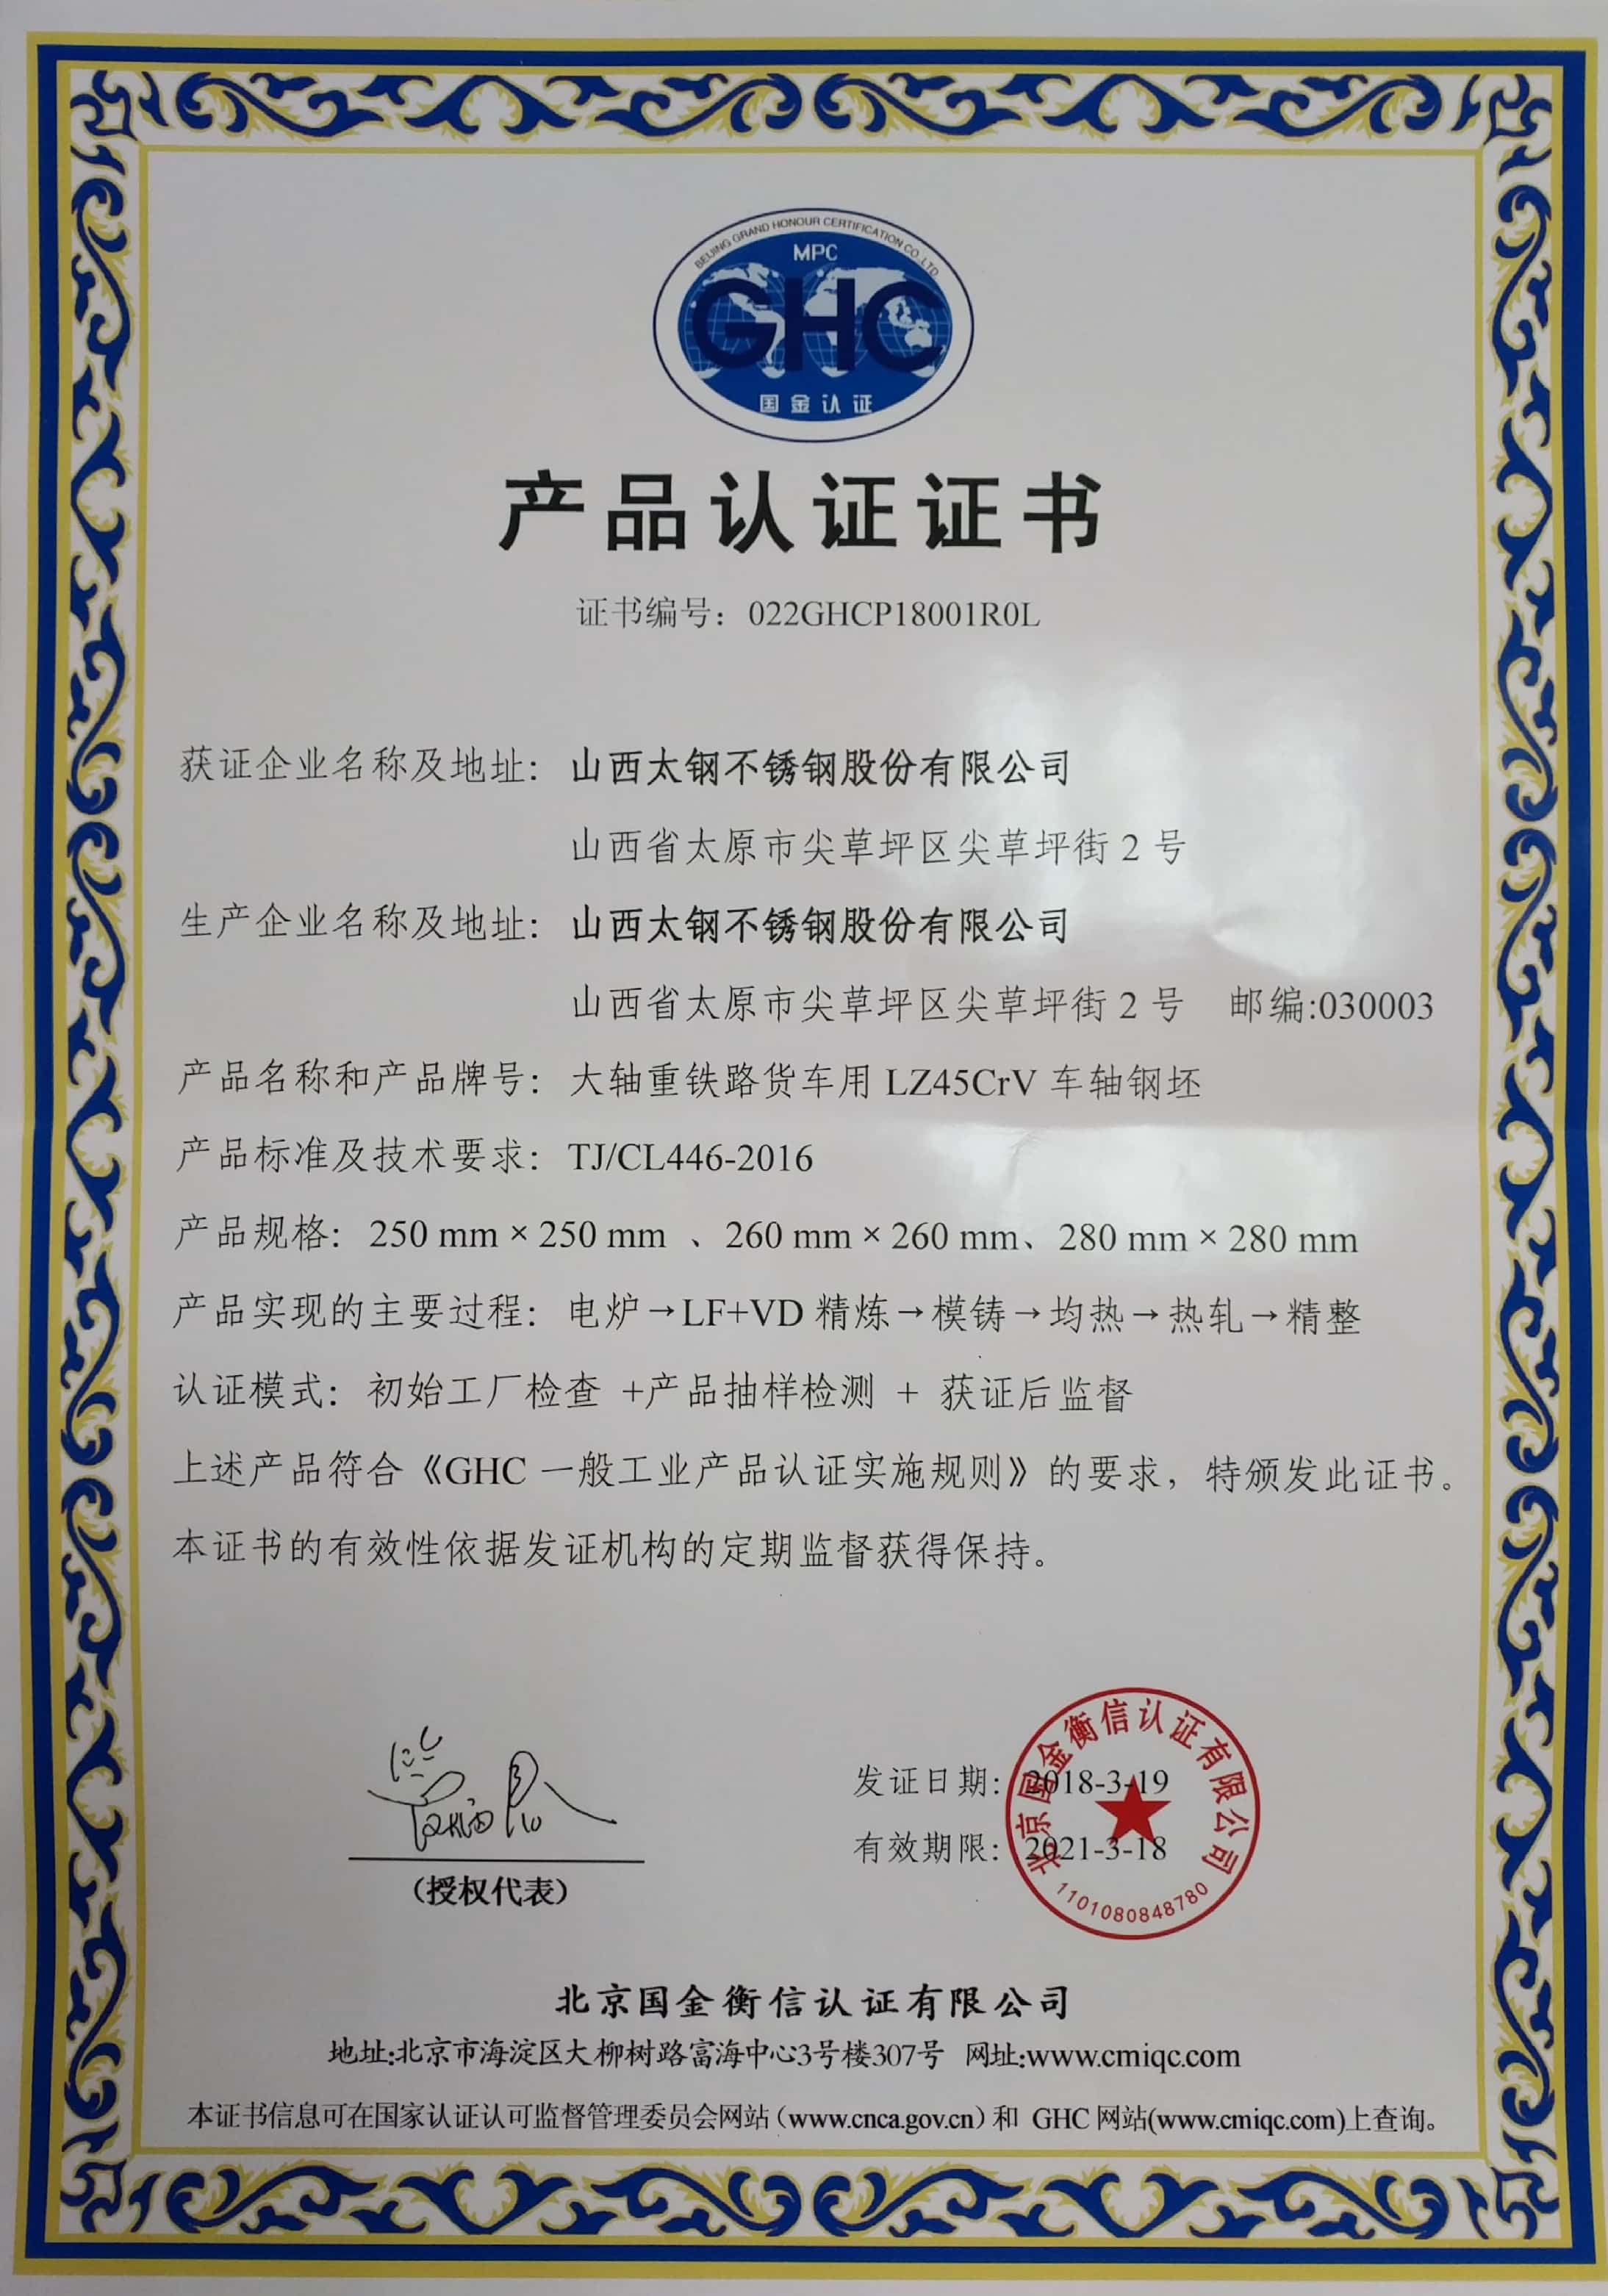 BEIJING GRAND HONOUR CERTIFICATION CO.,LTD
MPC
GHC
国金认证
产品认证证书
证书编号：022GHCP18001R0L
获证企业名称及地址：山西太钢不锈钢股份有限公司
山西省太原市尖草坪区尖草坪街 2 号
生产企业名称及地址：山西太钢不锈钢股份有限公司
山西省太原市尖草坪区尖草坪街 2 号 邮编:030003
产品名称和产品牌号：大轴重铁路货车用 LZ45CrV 车轴钢坯
产品标准及技术要求：TJ/CL446-2016
产品规格：250 mm × 250 mm 、260 mm × 260 mm、280 mm × 280 mm
产品实现的主要过程：电炉→LF+VD 精炼→模铸→均热→热轧→精整
认证模式：初始工厂检查 +产品抽样检测 + 获证后监督
上述产品符合《GHC 一般工业产品认证实施规则》的要求，特颁发此证书。
本证书的有效性依据发证机构的定期监督获得保持。
(授权代表)
发证日期：2018-3-19
有效期限：2021-3-18
北京国金衡信认证有限公司
1101080848780
北京国金衡信认证有限公司
地址:北京市海淀区大柳树路富海中心3号楼307号 网址:www.cmiqc.com
本证书信息可在国家认证认可监督管理委员会网站（www.cnca.gov.cn）和 GHC 网站(www.cmiqc.com)上查询。